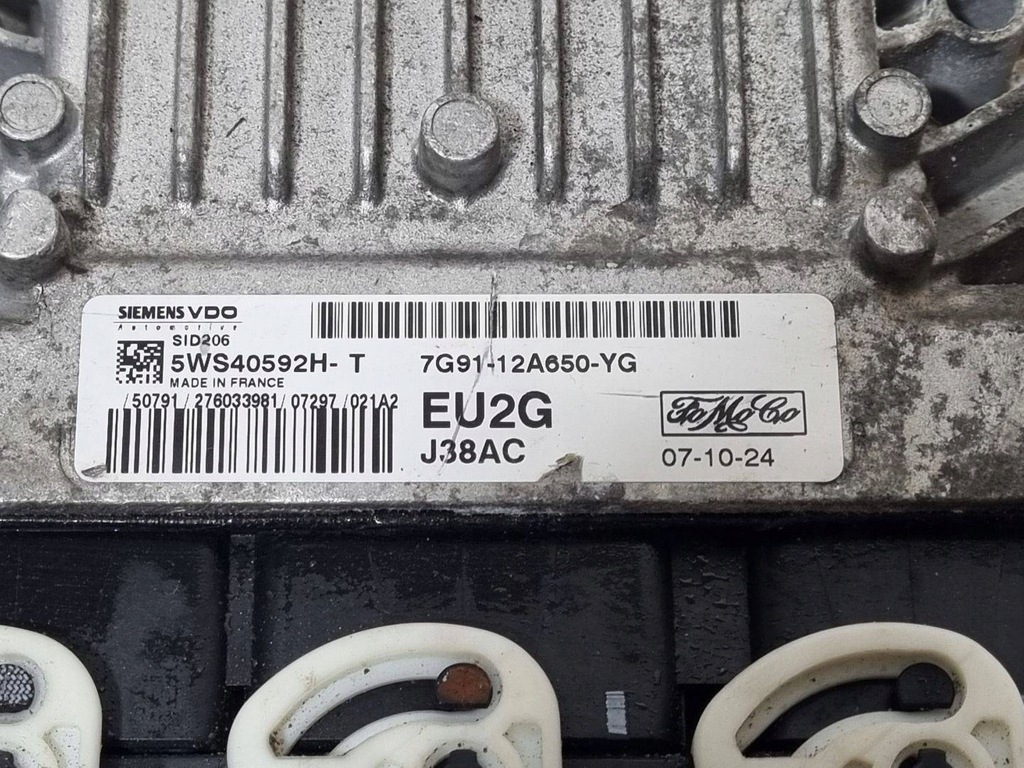 SIEMENS VDO
Automotive
SID206
5WS40592H- T 7G91-12A650-YG
MADE IN FRANCE
/50791/276033981/07297/021A2
EU2G
FoMoCo
J38AC
07-10-24